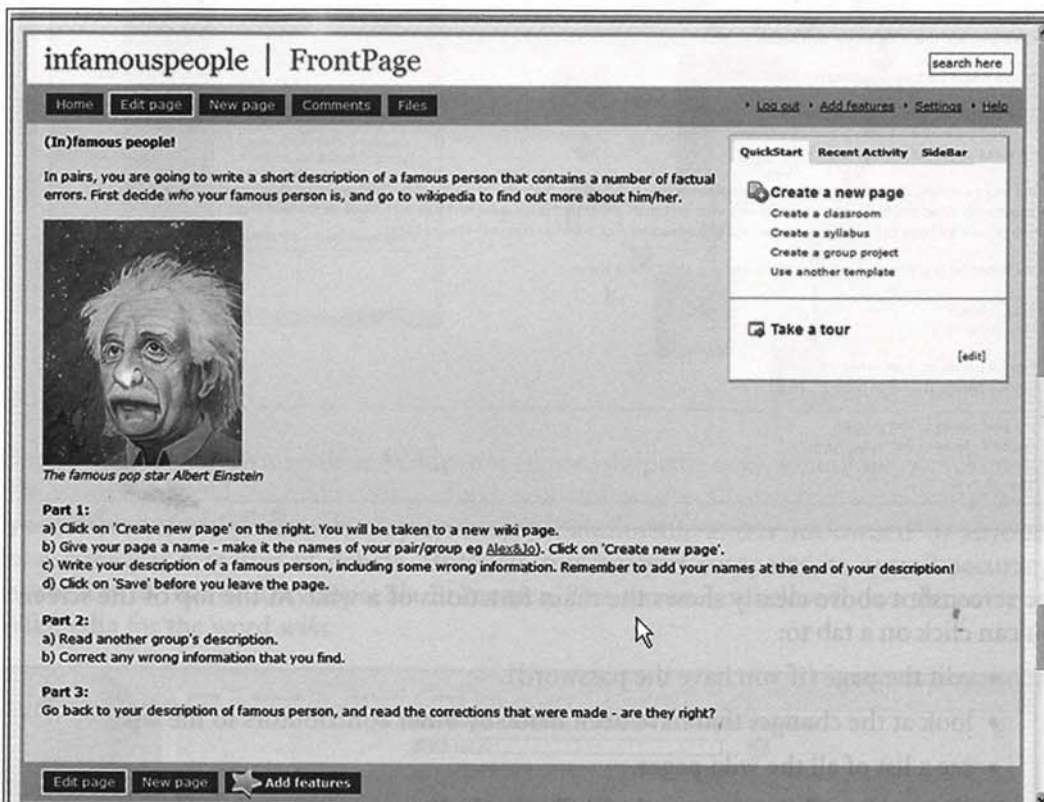 infamouspeople | FrontPage
search here
Home Edit page New page Comments Files
Log out Add features Settings Help
(In)famous people!
In pairs, you are going to write a short description of a famous person that contains a number of factual
errors. First decide who your famous person is, and go to wikipedia to find out more about him/her.
The famous pop star Albert Einstein
Part 1:
a) Click on 'Create new page' on the right. You will be taken to a new wiki page.
b) Give your page a name - make it the names of your pair/group eg Alex&Jo). Click on 'Create new page'.
c) Write your description of a famous person, including some wrong information. Remember to add your names at the end of your description!
d) Click on 'Save' before you leave the page.
Part 2:
a) Read another group's description.
b) Correct any wrong information that you find.
Part 3:
Go back to your description of famous person, and read the corrections that were made - are they right?
QuickStart Recent Activity SideBar
Create a new page
Create a classroom
Create a syllabus
Create a group project
Use another template
Take a tour
[edit]
Edit page New page Add features